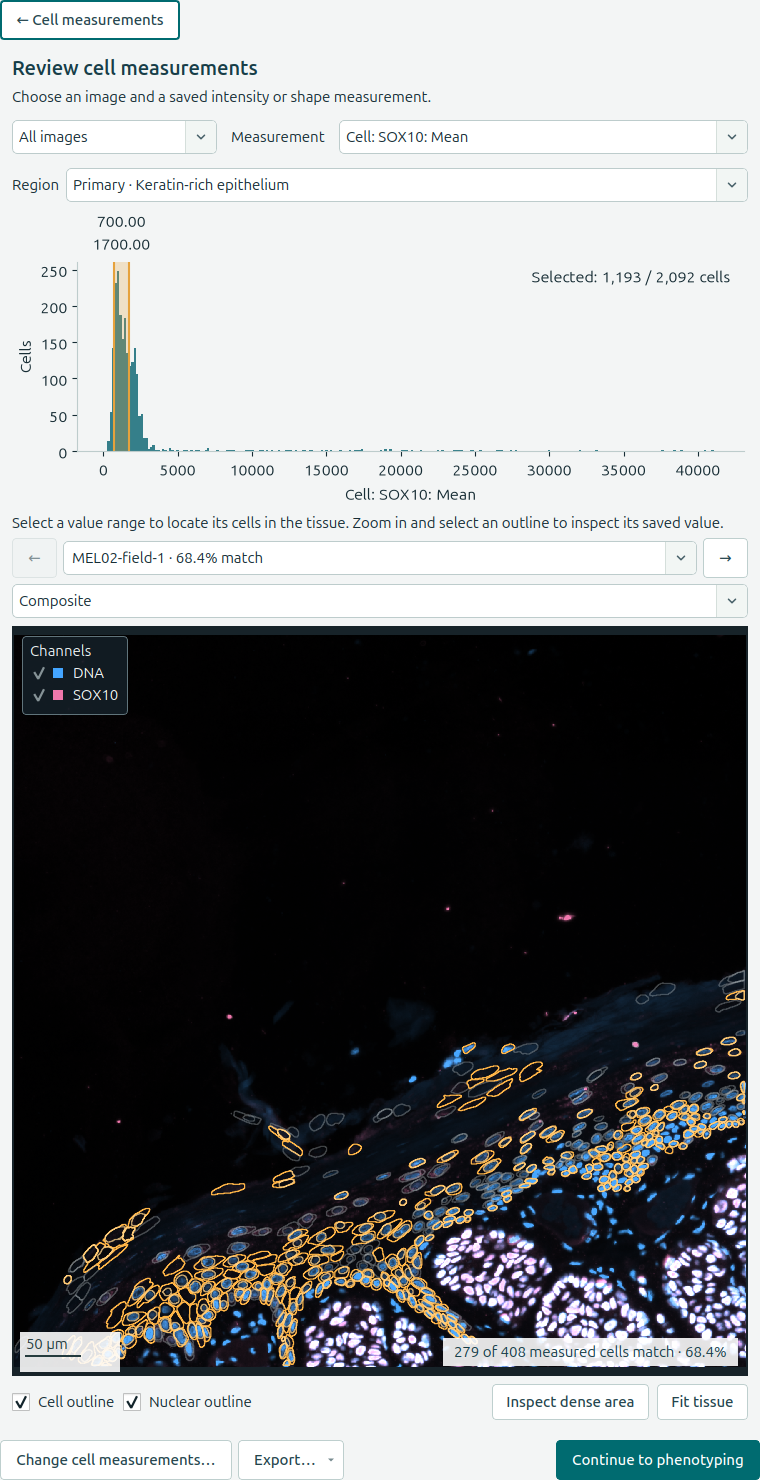 ← Cell measurements
Review cell measurements
Choose an image and a saved intensity or shape measurement.
All images
Measurement
Cell: SOX10: Mean
Region
Primary · Keratin-rich epithelium
700.00
1700.00
Selected: 1,193 / 2,092 cells
Cells
250
200
150
100
50
0
0 5000 10000 15000 20000 25000 30000 35000 40000
Cell: SOX10: Mean
Select a value range to locate its cells in the tissue. Zoom in and select an outline to inspect its saved value.
←
MEL02-field-1 · 68.4% match
→
Composite
Channels
DNA
SOX10
50 µm
279 of 408 measured cells match · 68.4%
Cell outline
Nuclear outline
Inspect dense area
Fit tissue
Change cell measurements...
Export...
Continue to phenotyping